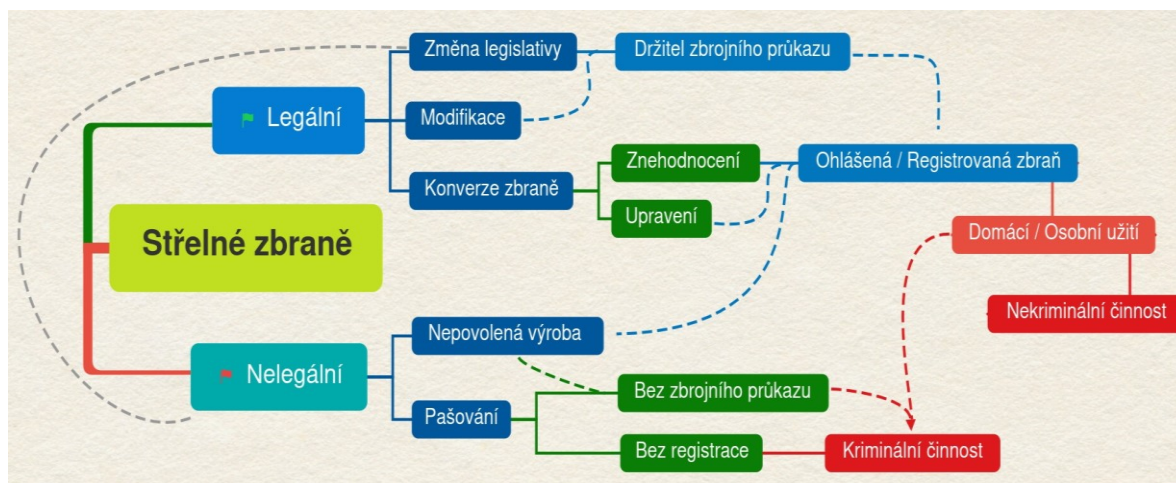 Změna legislativy
Držitel zbrojního průkazu
Legální
Modifikace
Znehodnocení
Ohlášená / Registrovaná zbraň
Konverze zbraně
Upravení
Střelné zbraně
Domácí / Osobní užití
Nekriminální činnost
Nepovolená výroba
Nelegální
Bez zbrojního průkazu
Pašování
Bez registrace
Kriminální činnost